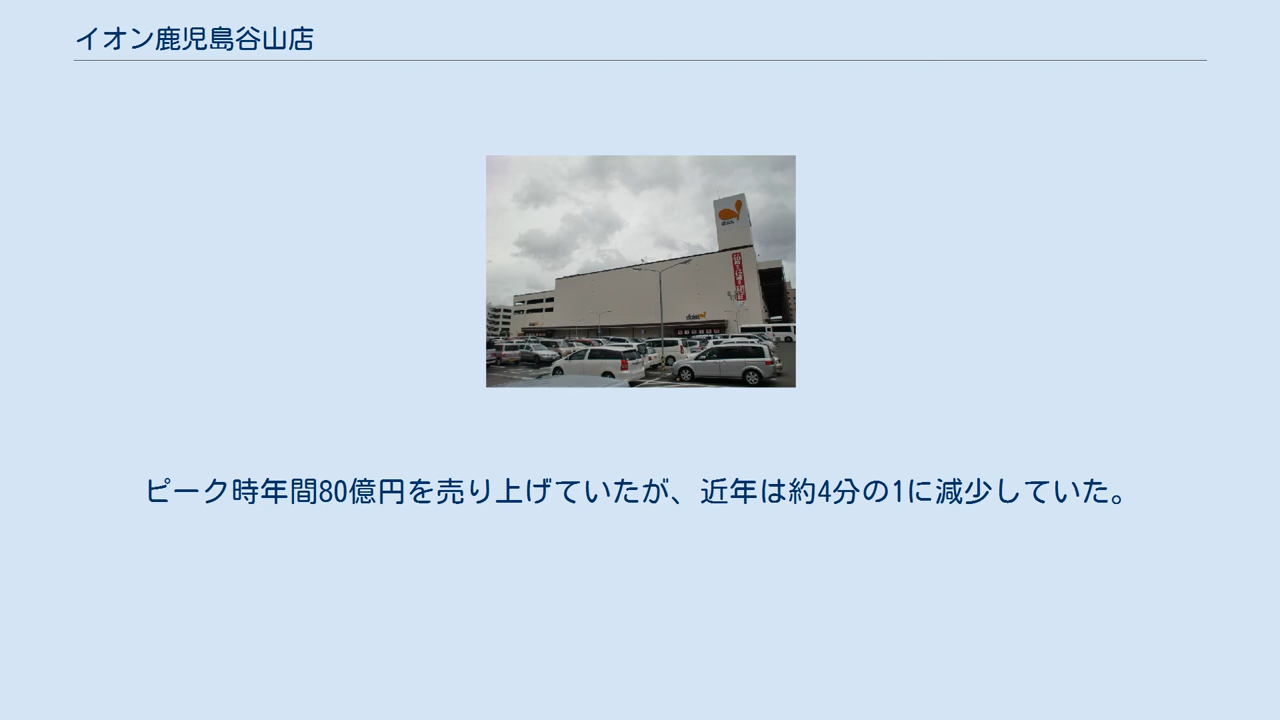 イオン鹿児島谷山店
ピーク時年間80億円を売り上げていたが、近年は約4分の1に減少していた。